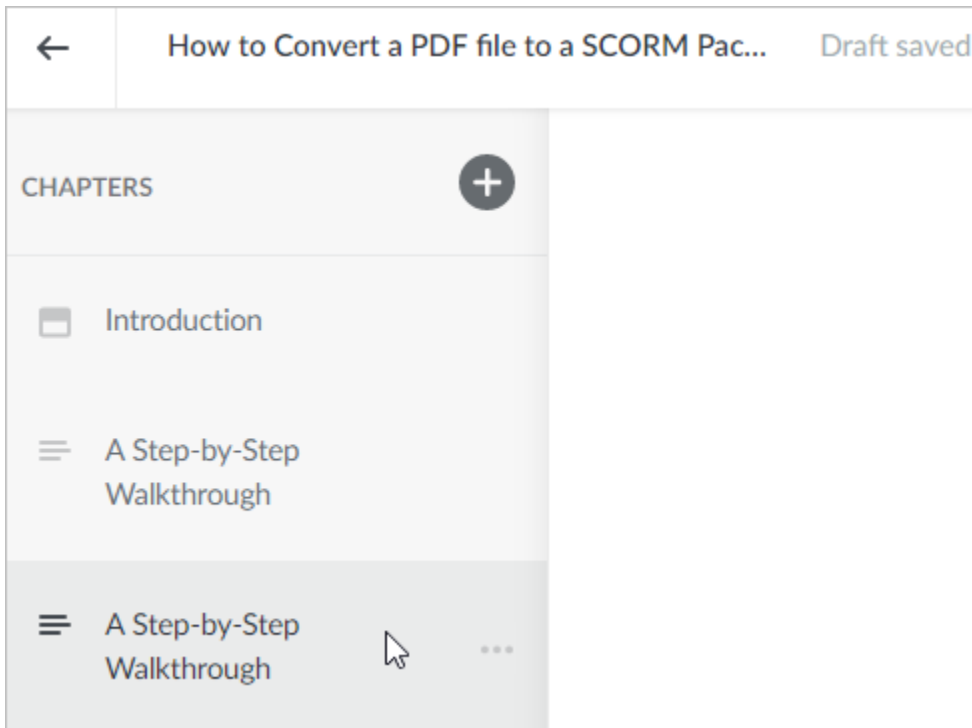 How to Convert a PDF file to a SCORM Pac...
Draft saved
CHAPTERS
Introduction
A Step-by-Step
Walkthrough
A Step-by-Step
Walkthrough